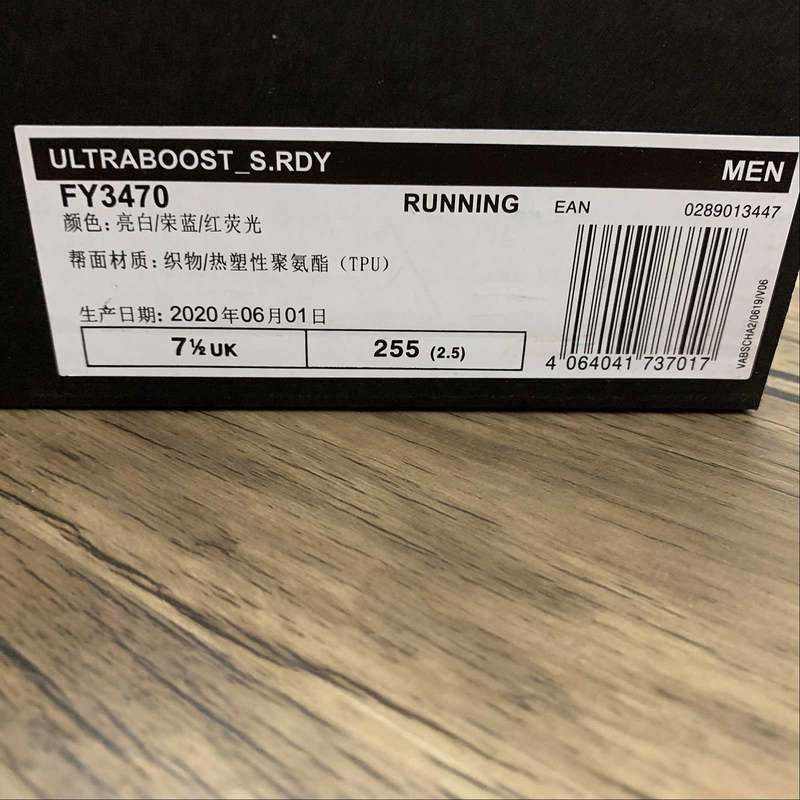 ULTRABOOST_S.RDY MEN
FY3470 RUNNING EAN 0289013447
颜色: 亮白/荣蓝/红荧光
帮面材质: 织物/热塑性聚氨酯 (TPU)
生产日期: 2020年06月01日
7½ UK 255 (2.5)
4 064041 737017
VABSCHA2/0619/V06